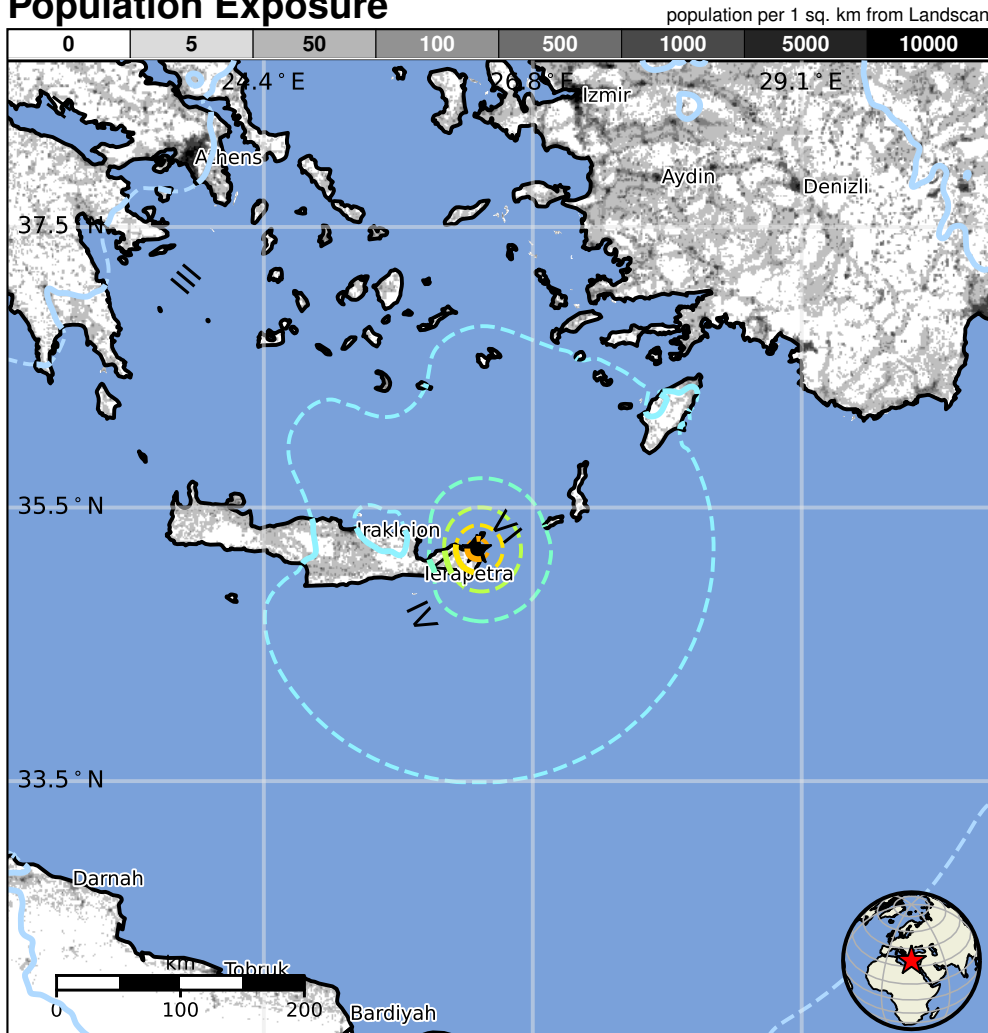 Population Exposure
population per 1 sq. km from Landscan
0 5 50 100 500 1000 5000 10000
24.4°E 26.8°E 29.1°E
Izmir
Athens
Aydin
Denizli
37.5°N
III
35.5°N
Irakleion
VI
Ierapetra
IV
33.5°N
Darnah
km
Tobruk
0 100 200
Bardiyah